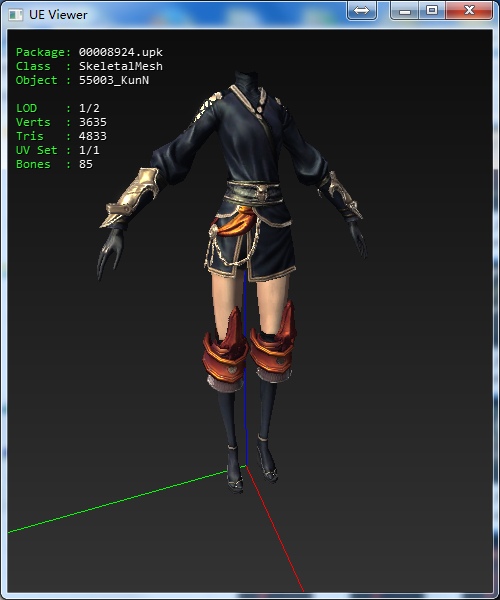 UE Viewer
Package: 00008924.upk
Class : SkeletalMesh
Object : 55003_KunN
LOD : 1/2
Verts : 3635
Tris : 4833
UV Set : 1/1
Bones : 85